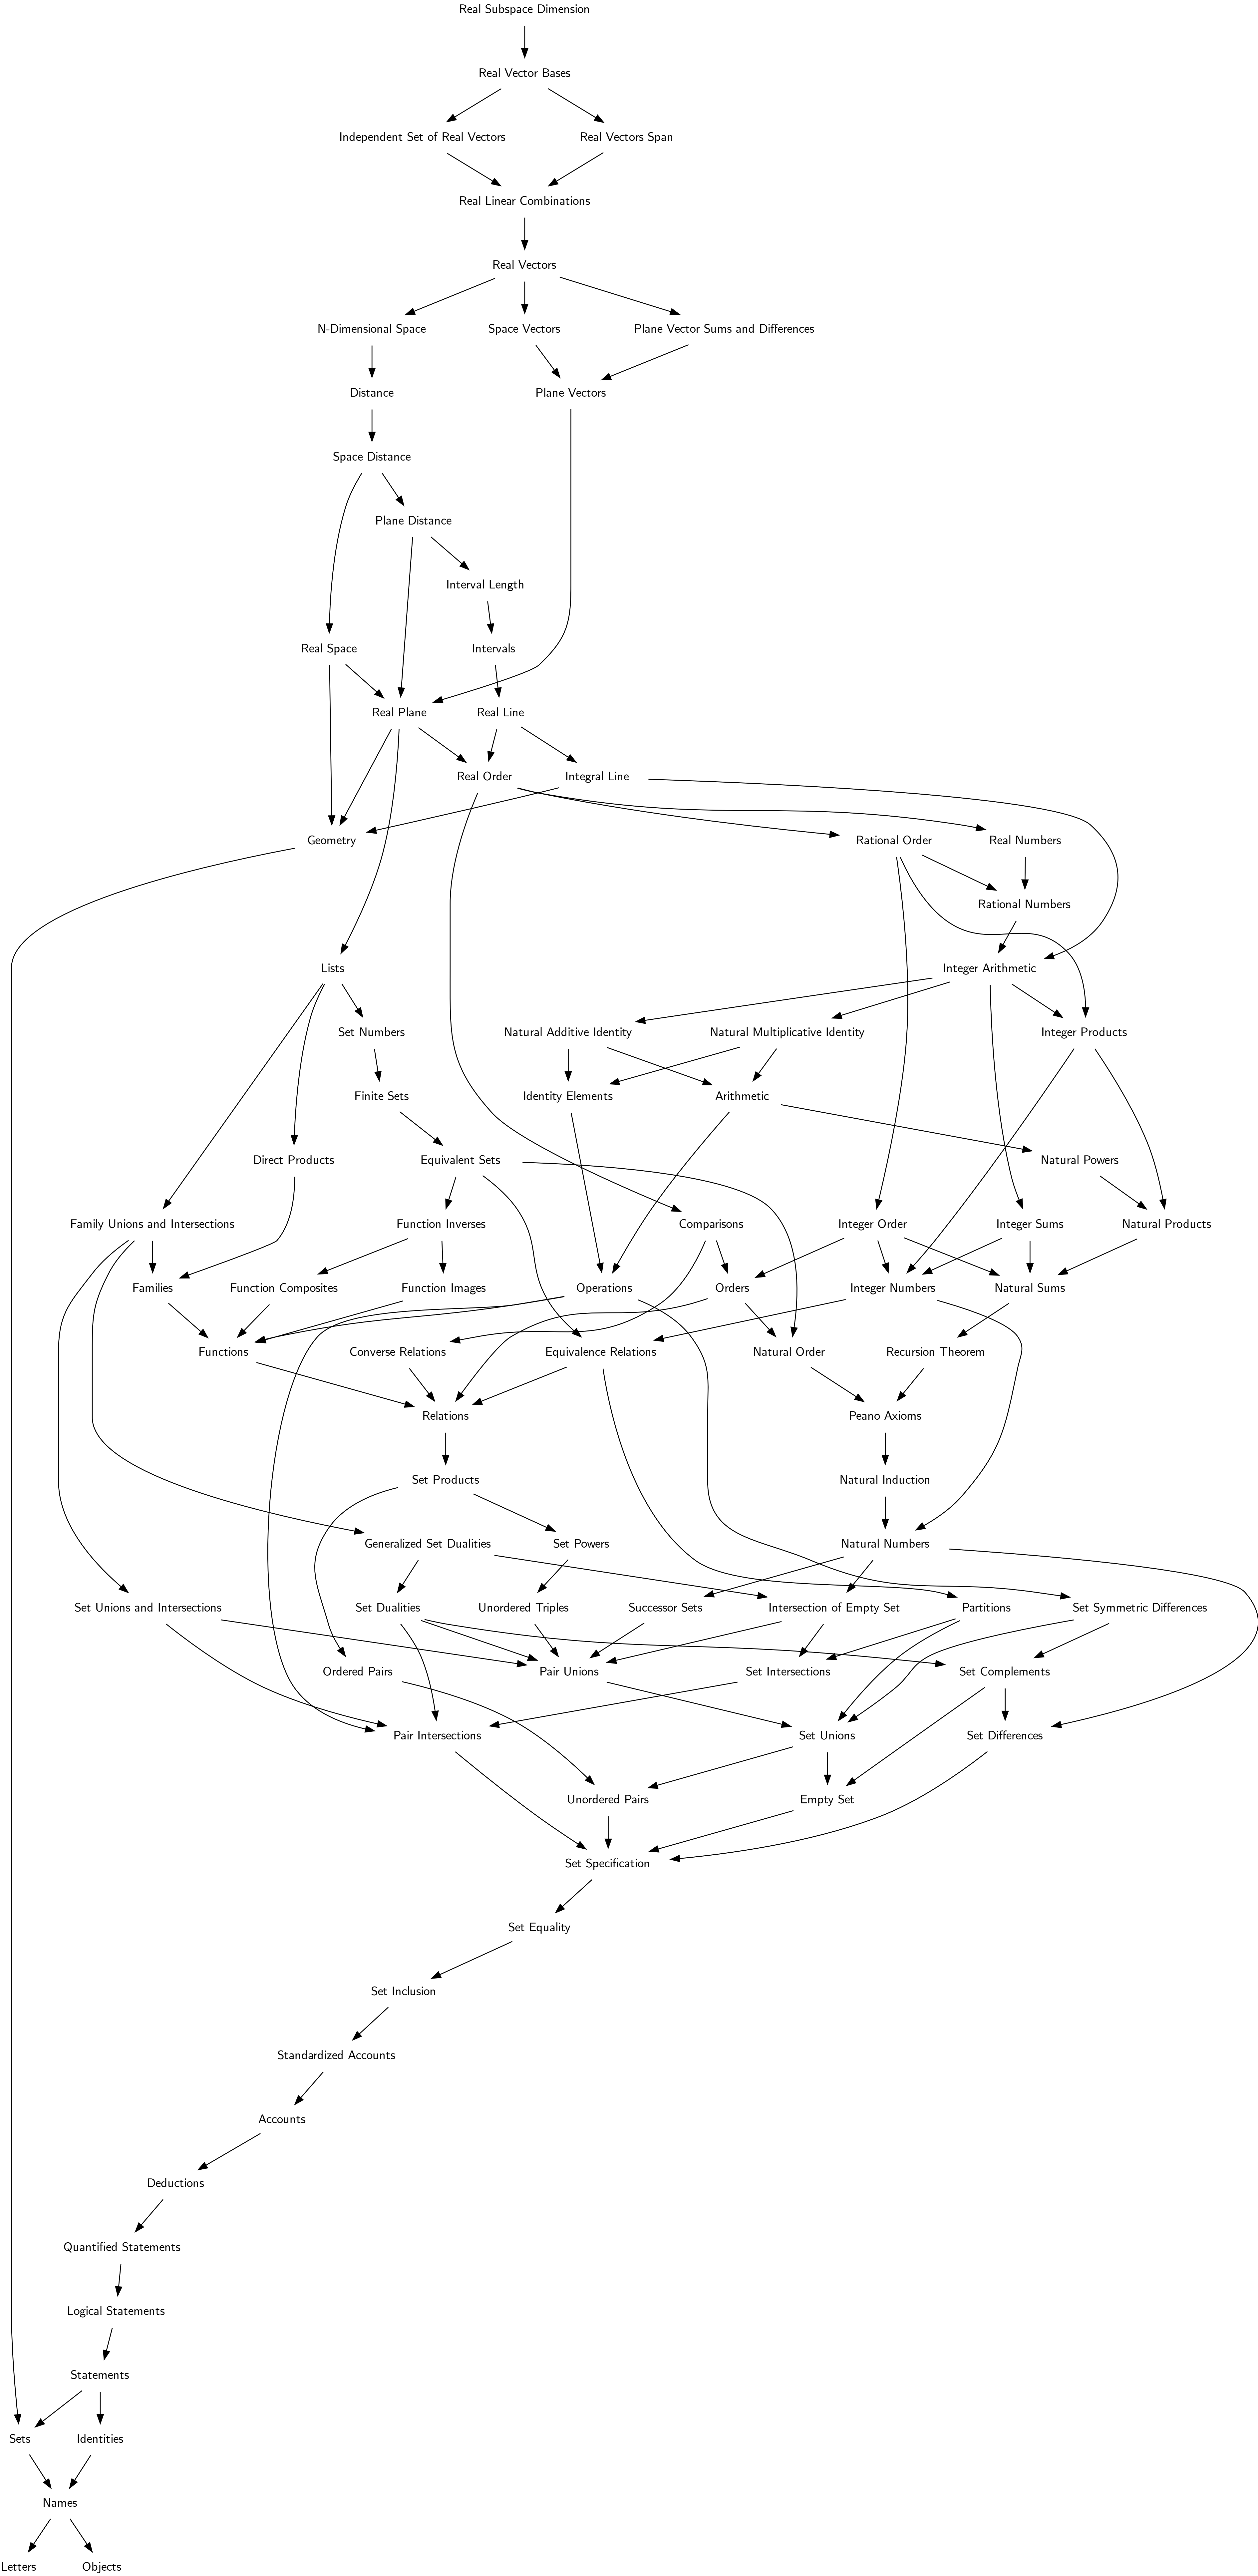 Real Subspace Dimension
Real Vector Bases
Independent Set of Real Vectors
Real Vectors Span
Real Linear Combinations
Real Vectors
N-Dimensional Space
Space Vectors
Plane Vector Sums and Differences
Distance
Plane Vectors
Space Distance
Plane Distance
Interval Length
Real Space
Intervals
Real Plane
Real Line
Real Order
Integral Line
Geometry
Rational Order
Real Numbers
Rational Numbers
Lists
Integer Arithmetic
Set Numbers
Natural Additive Identity
Natural Multiplicative Identity
Integer Products
Finite Sets
Identity Elements
Arithmetic
Direct Products
Equivalent Sets
Natural Powers
Family Unions and Intersections
Function Inverses
Comparisons
Integer Order
Integer Sums
Natural Products
Families
Function Composites
Function Images
Operations
Orders
Integer Numbers
Natural Sums
Functions
Converse Relations
Equivalence Relations
Natural Order
Recursion Theorem
Relations
Peano Axioms
Set Products
Natural Induction
Generalized Set Dualities
Set Powers
Natural Numbers
Set Unions and Intersections
Set Dualities
Unordered Triples
Successor Sets
Intersection of Empty Set
Partitions
Set Symmetric Differences
Ordered Pairs
Pair Unions
Set Intersections
Set Complements
Pair Intersections
Set Unions
Set Differences
Unordered Pairs
Empty Set
Set Specification
Set Equality
Set Inclusion
Standardized Accounts
Accounts
Deductions
Quantified Statements
Logical Statements
Statements
Sets
Identities
Names
Letters
Objects